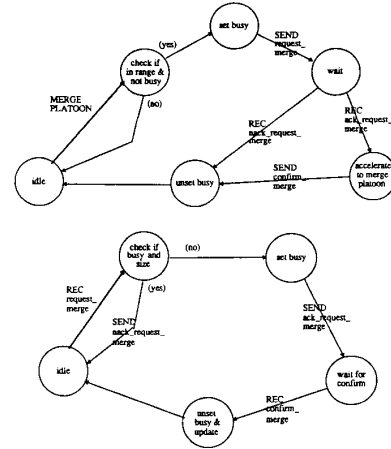 set busy
(yes)
SEND
request_
merge
check if
in range &
not busy
wait
MERGE
PLATOON
(no)
REC
nack_request_
merge
REC
ack_request_
merge
SEND
confirm_
merge
idle
unset busy
accelerate
to merge
platoon
check if
busy and
size
(no)
set busy
(yes)
REC
request_
merge
SEND
nack_request_
merge
SEND
ack_request_
merge
idle
wait for
confirm
REC
confirm_
merge
unset
busy &
update